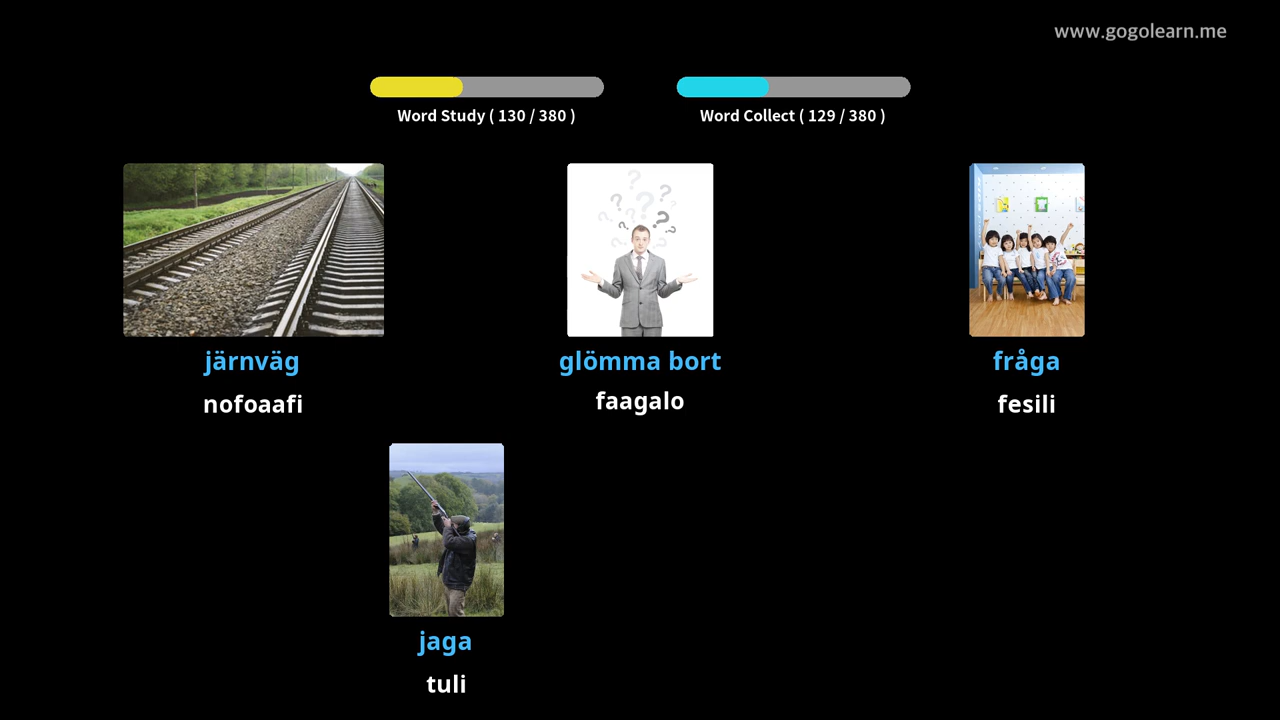 www.gogolearn.me
Word Study ( 130 / 380 )
Word Collect ( 129 / 380 )
järnväg
nofoaafi
glömma bort
faagalo
fråga
fesili
jaga
tuli